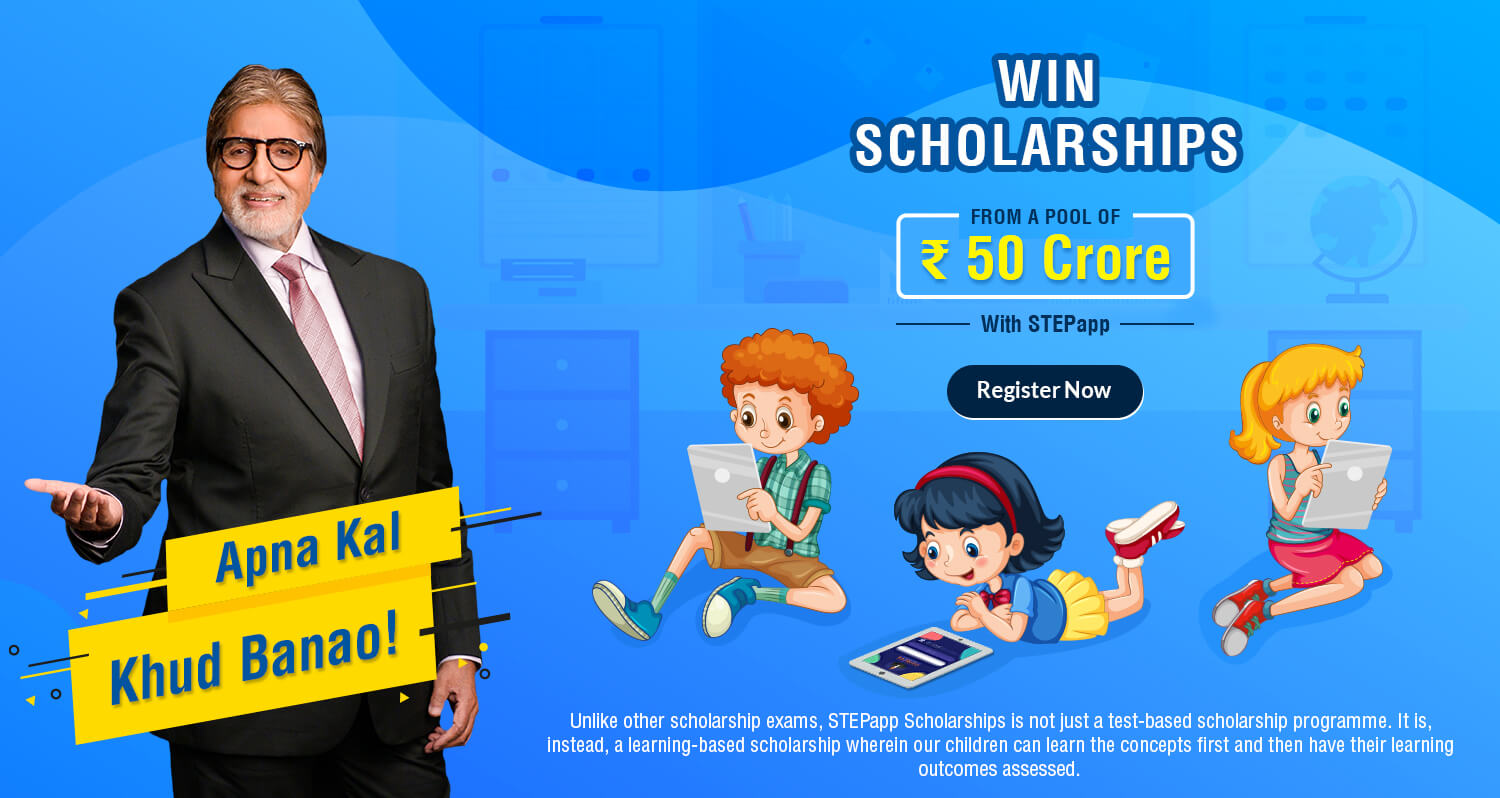 WIN
SCHOLARSHIPS
FROM A POOL OF
₹ 50 Crore
With STEPapp
Register Now
Apna Kal
Khud Banao!
Unlike other scholarship exams, STEPapp Scholarships is not just a test-based scholarship programme. It is,
instead, a learning-based scholarship wherein our children can learn the concepts first and then have their learning
outcomes assessed.